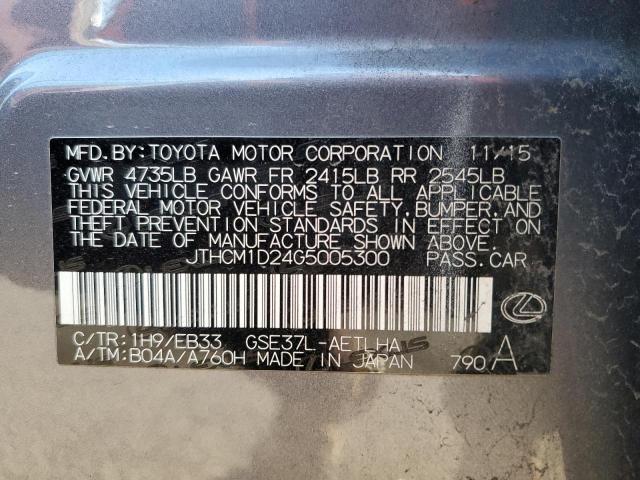 MFD.BY:TOYOTA MOTOR CORPORATION 11/15
GVWR 4735LB GAWR FR 2415LB RR 2545LB
THIS VEHICLE CONFORMS TO ALL APPLICABLE
FEDERAL MOTOR VEHICLE SAFETY,BUMPER,AND
THEFT PREVENTION STANDARDS IN EFFECT ON
THE DATE OF MANUFACTURE SHOWN ABOVE.
JTHCM1D24G5005300 PASS.CAR
C/TR:1H9/EB33 GSE37L-AETLHA
A/TM:B04A/A760H MADE IN JAPAN 790 A